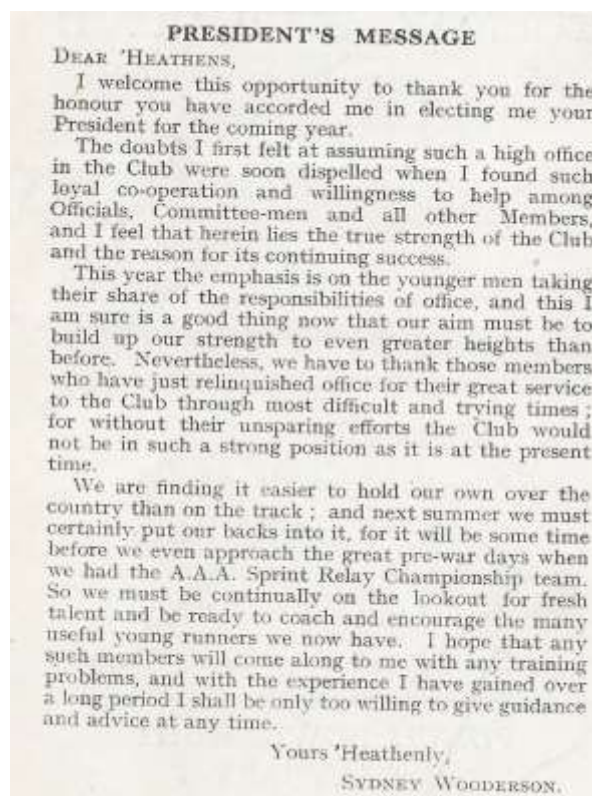 PRESIDENT'S MESSAGE
DEAR 'HEATHENS,
I welcome this opportunity to thank you for the
honour you have accorded me in electing me your
President for the coming year.
The doubts I first felt at assuming such a high office
in the Club were soon dispelled when I found such
loyal co-operation and willingness to help among
Officials, Committee-men and all other Members,
and I feel that herein lies the true strength of the Club
and the reason for its continuing success.
This year the emphasis is on the younger men taking
their share of the responsibilities of office, and this I
am sure is a good thing now that our aim must be to
build up our strength to even greater heights than
before. Nevertheless, we have to thank those members
who have just relinquished office for their great service
to the Club through most difficult and trying times ;
for without their unsparing efforts the Club would
not be in such a strong position as it is at the present
time.
We are finding it easier to hold our own over the
country than on the track ; and next summer we must
certainly put our backs into it, for it will be some time
before we even approach the great pre-war days when
we had the A.A.A. Sprint Relay Championship team.
So we must be continually on the lookout for fresh
talent and be ready to coach and encourage the many
useful young runners we now have. I hope that any
such members will come along to me with any training
problems, and with the experience I have gained over
a long period I shall be only too willing to give guidance
and advice at any time.
Yours 'Heathenly,
SYDNEY WOODERSON.